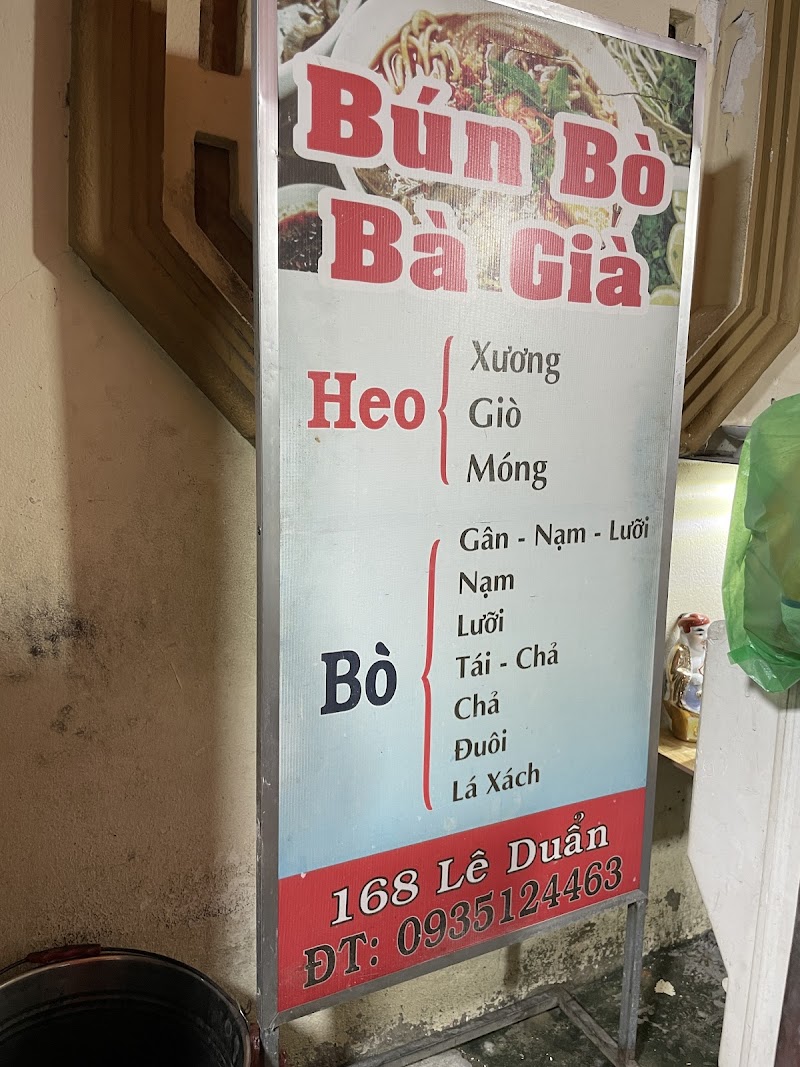 Bún Bò
Bà Già
Heo
Xương
Giò
Móng
Bò
Gân - Nạm - Lưỡi
Nạm
Lưỡi
Tái - Chả
Chả
Đuôi
Lá Xách
168 Lê Duẩn
ĐT: 0935124463